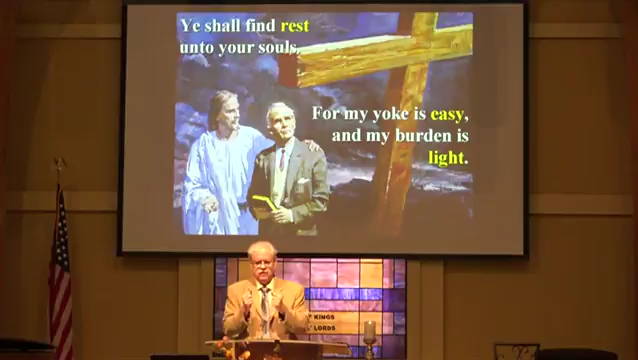 Ye shall find rest
unto your souls,
For my yoke is easy,
and my burden is
light.
KINGS
LORDS